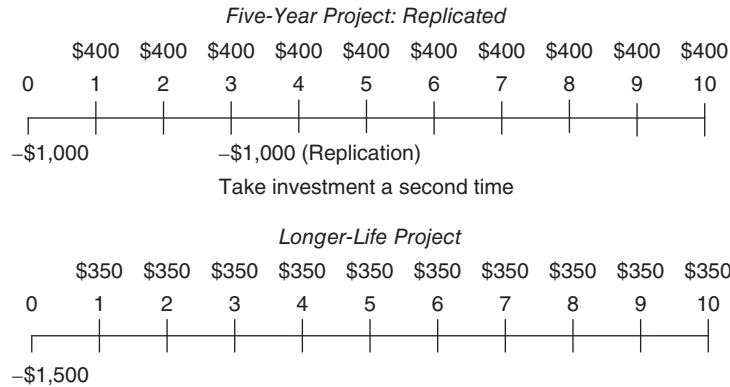 Five-Year Project: Replicated
$400 $400 $400 $400 $400 $400 $400 $400 $400 $400
0 1 2 3 4 5 6 7 8 9 10
–$1,000 –$1,000 (Replication)
Take investment a second time
Longer-Life Project
$350 $350 $350 $350 $350 $350 $350 $350 $350 $350
0 1 2 3 4 5 6 7 8 9 10
–$1,500